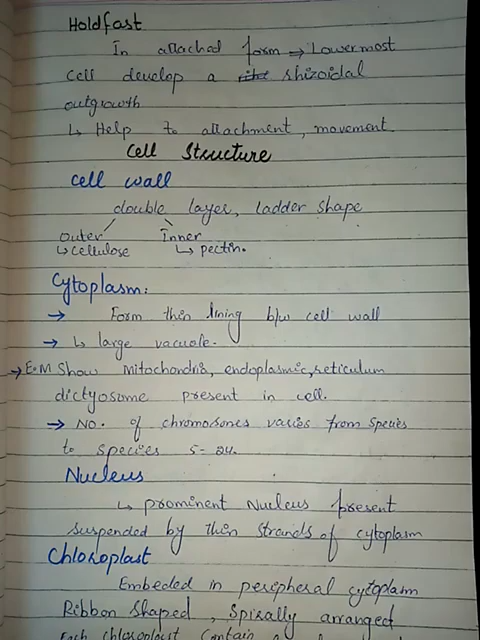 Holdfast
In attached form → Lowermost
cell develop a rhizoidal
outgrowth
↳ Help to attachment, movement
Cell Structure
Cell wall
double layer, ladder shape
Outer Inner
↳ cellulose ↳ pectin.
Cytoplasm:
→ Form thin lining b/w cell wall
→ ↳ large vacuole.
→ E.M Show Mitochondria, endoplasmic, reticulum
dictyosome present in cell.
→ NO. of chromosones varies from Species
to species 5-24.
Nucleus
↳ prominent Nucleus present
suspended by thin strands of cytoplasm
Chloroplast
Embeded in peripheral cytoplasm
Ribbon Shaped, Spirally arranged
Each chloroplast Contain